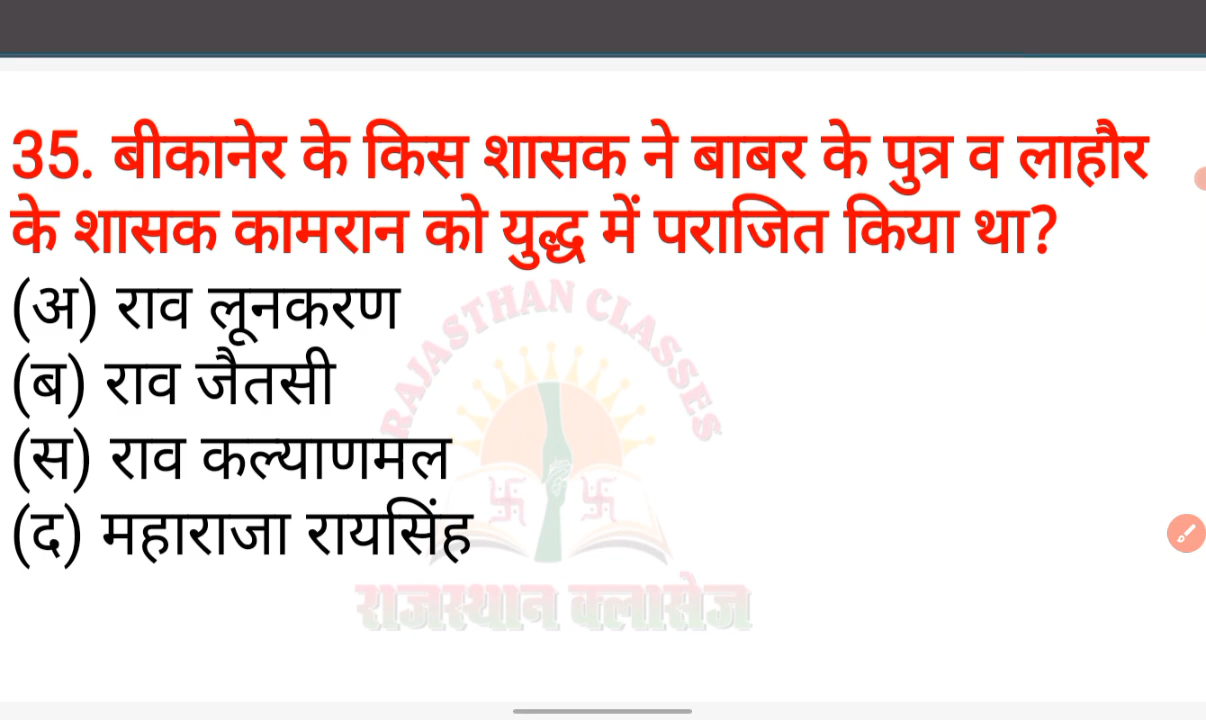 35. बीकानेर के किस शासक ने बाबर के पुत्र व लाहौर
के शासक कामरान को युद्ध में पराजित किया था?
(अ) राव लूनकरण
(ब) राव जैतसी
(स) राव कल्याणमल
(द) महाराजा रायसिंह
RAJASTHAN CLASSES
राजस्थान क्लासेज